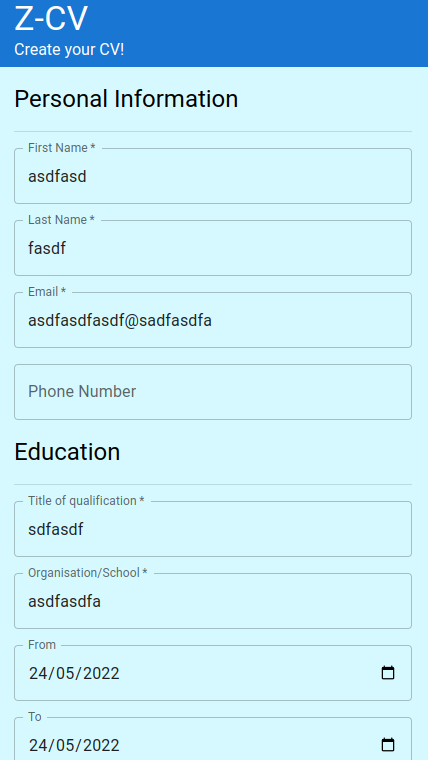 Z-CV
Create your CV!
Personal Information
First Name *
asdfasd
Last Name *
fasdf
Email *
asdfasdfasdf@sadfasdfa
Phone Number
Education
Title of qualification *
sdfasdf
Organisation/School *
asdfasdfa
From
24/05/2022
To
24/05/2022